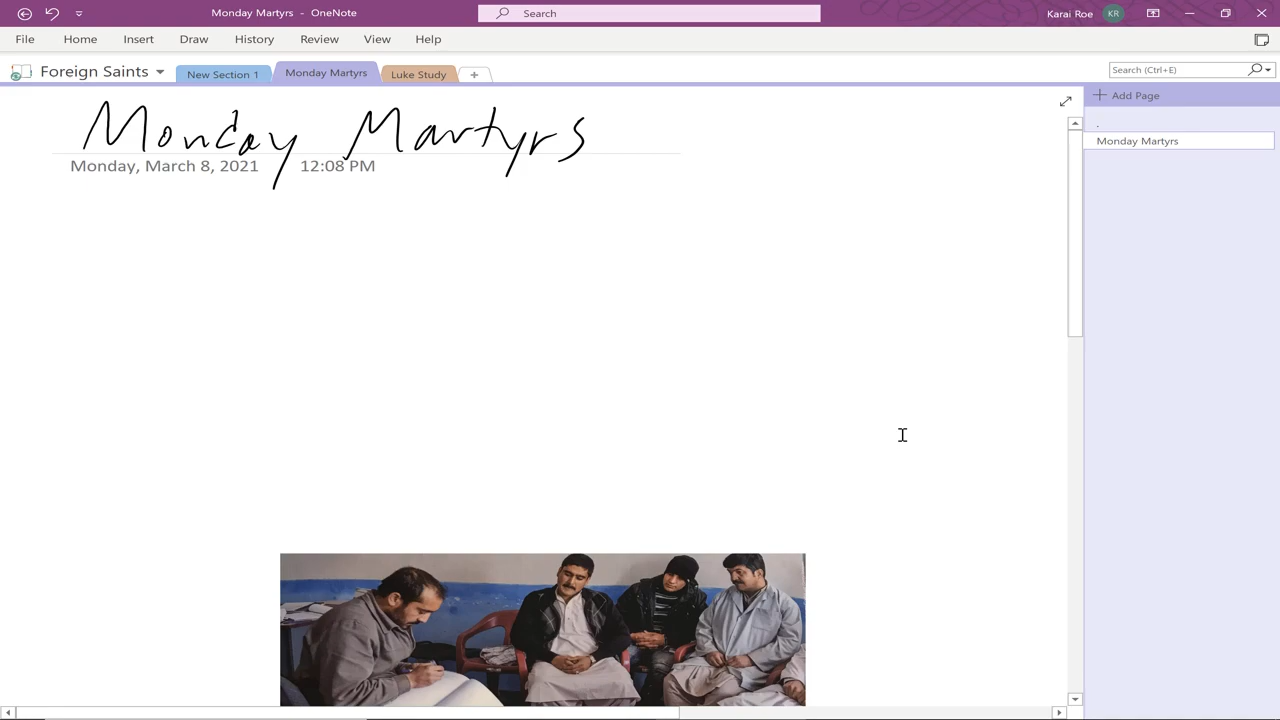 Monday Martyrs - OneNote
Search
Karai Roe KR
File Home Insert Draw History Review View Help
Foreign Saints New Section 1 Monday Martyrs Luke Study +
Search (Ctrl+E)
Add Page
.
Monday Martyrs
Monday Martyrs
Monday, March 8, 2021 12:08 PM